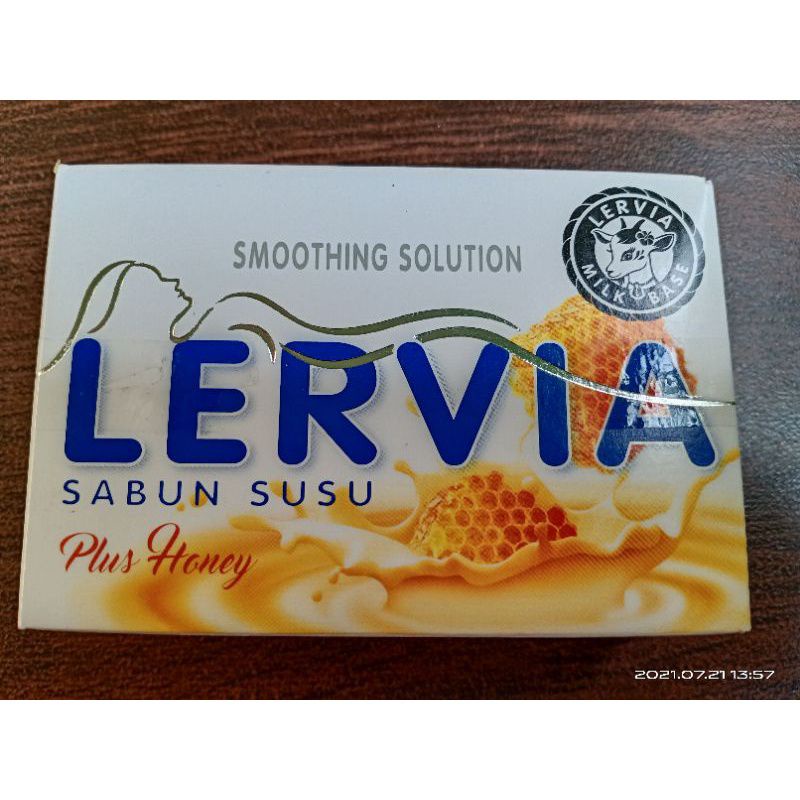 SMOOTHING SOLUTION
LERVIA
MILK BASE
LERVIA
SABUN SUSU
Plus Honey
2021.07.21 13:57